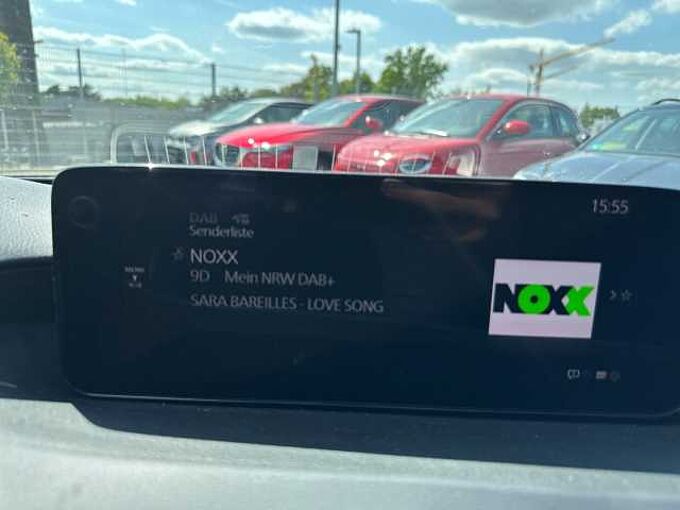 15:55
DAB
Senderliste
NOXX
9D Mein NRW DAB+
SARA BAREILLES - LOVE SONG
NOXX